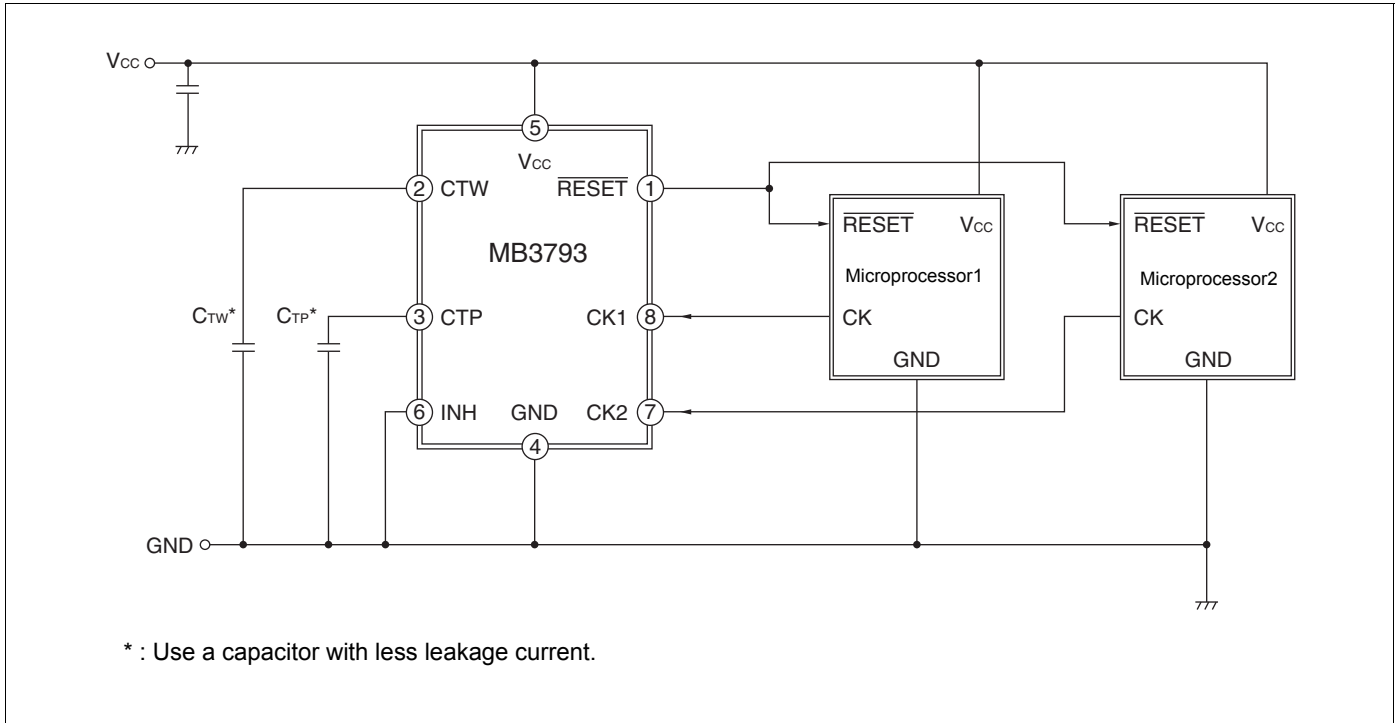 VCC
5
VCC
2 CTW
RESET 1
MB3793
RESET VCC
Microprocessor1
RESET VCC
Microprocessor2
CTW*
CTP*
3 CTP
CK1 8
CK
CK
GND
GND
6 INH
GND
CK2 7
4
GND
* : Use a capacitor with less leakage current.